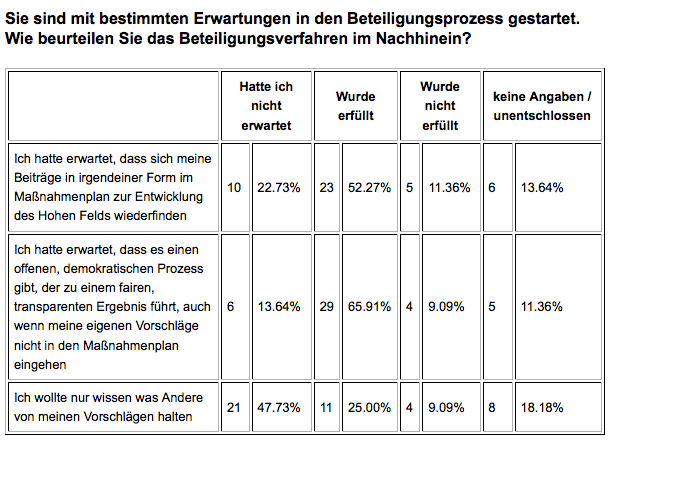 Sie sind mit bestimmten Erwartungen in den Beteiligungsprozess gestartet.
Wie beurteilen Sie das Beteiligungsverfahren im Nachhinein?
Hatte ich
nicht
erwartet
Wurde
erfüllt
Wurde
nicht
erfüllt
keine Angaben /
unentschlossen
Ich hatte erwartet, dass sich meine
Beiträge in irgendeiner Form im
Maßnahmenplan zur Entwicklung
des Hohen Felds wiederfinden
10 22.73% 23 52.27% 5 11.36% 6 13.64%
Ich hatte erwartet, dass es einen
offenen, demokratischen Prozess
gibt, der zu einem fairen,
transparenten Ergebnis führt, auch
wenn meine eigenen Vorschläge
nicht in den Maßnahmenplan
eingehen
6 13.64% 29 65.91% 4 9.09% 5 11.36%
Ich wollte nur wissen was Andere
von meinen Vorschlägen halten
21 47.73% 11 25.00% 4 9.09% 8 18.18%